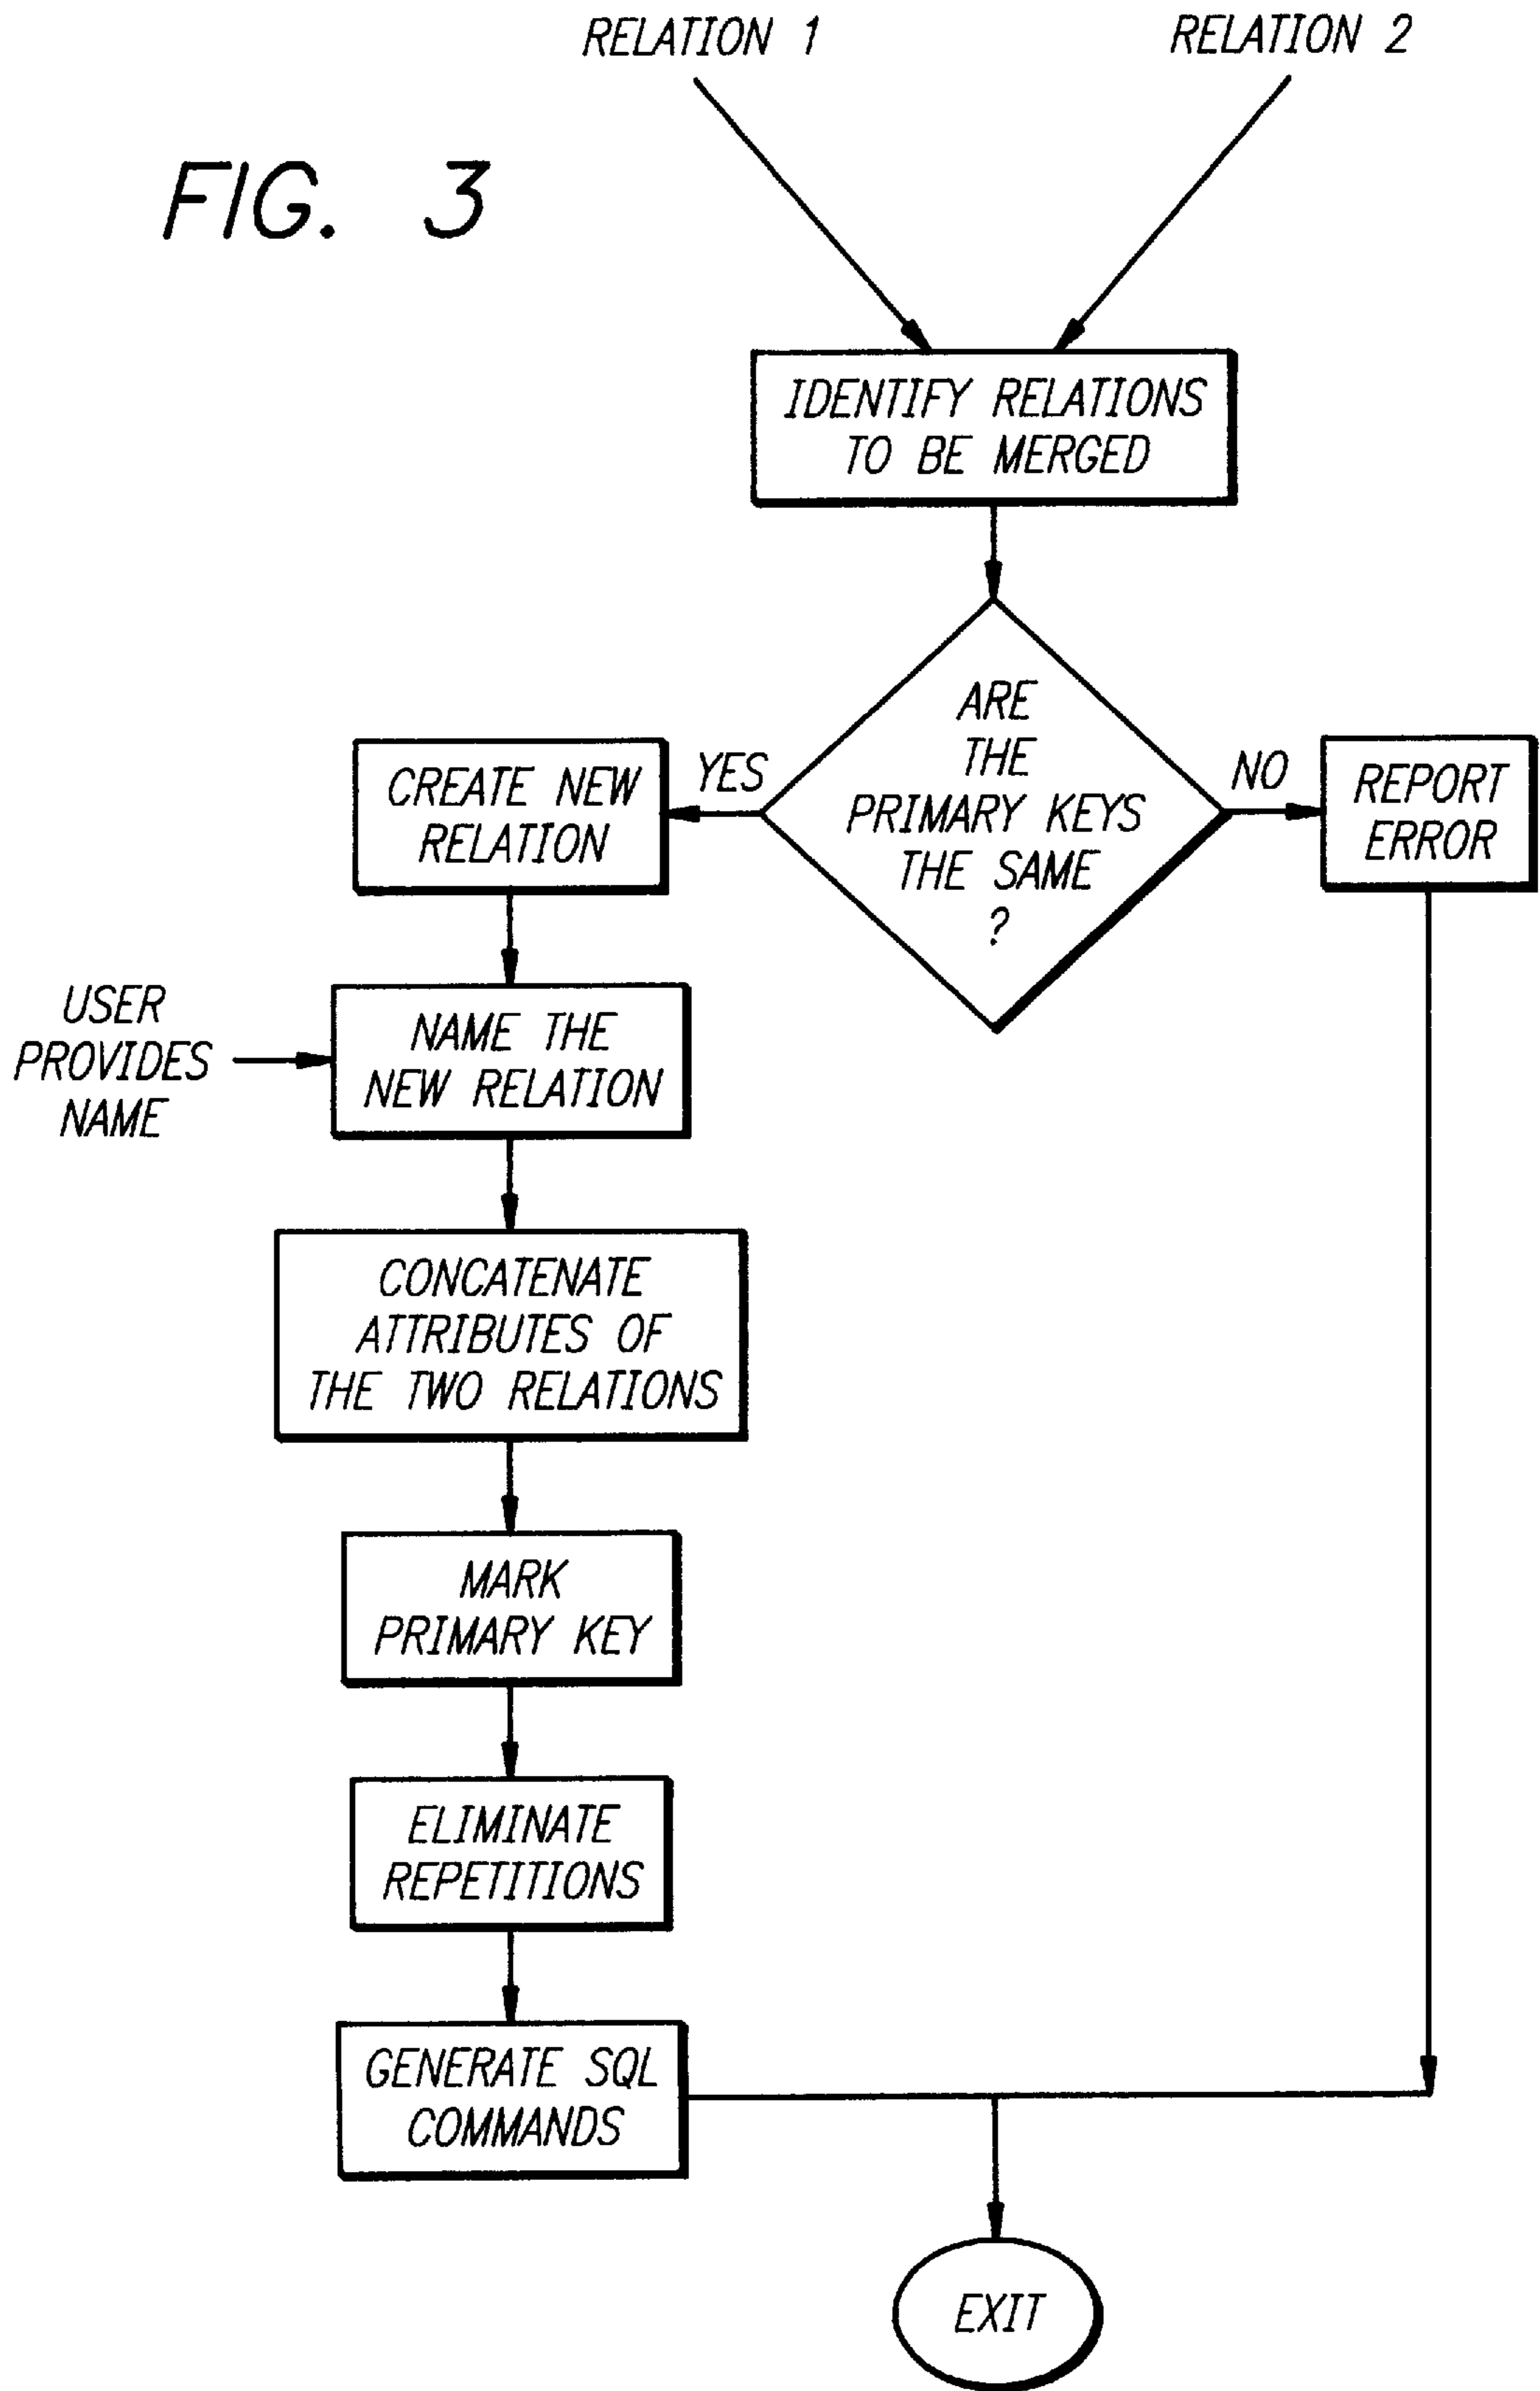 RELATION 1
RELATION 2
FIG. 3
IDENTIFY RELATIONS
TO BE MERGED
ARE
THE
PRIMARY KEYS
THE SAME
?
YES
NO
CREATE NEW
RELATION
REPORT
ERROR
USER
PROVIDES
NAME
NAME THE
NEW RELATION
CONCATENATE
ATTRIBUTES OF
THE TWO RELATIONS
MARK
PRIMARY KEY
ELIMINATE
REPETITIONS
GENERATE SQL
COMMANDS
EXIT